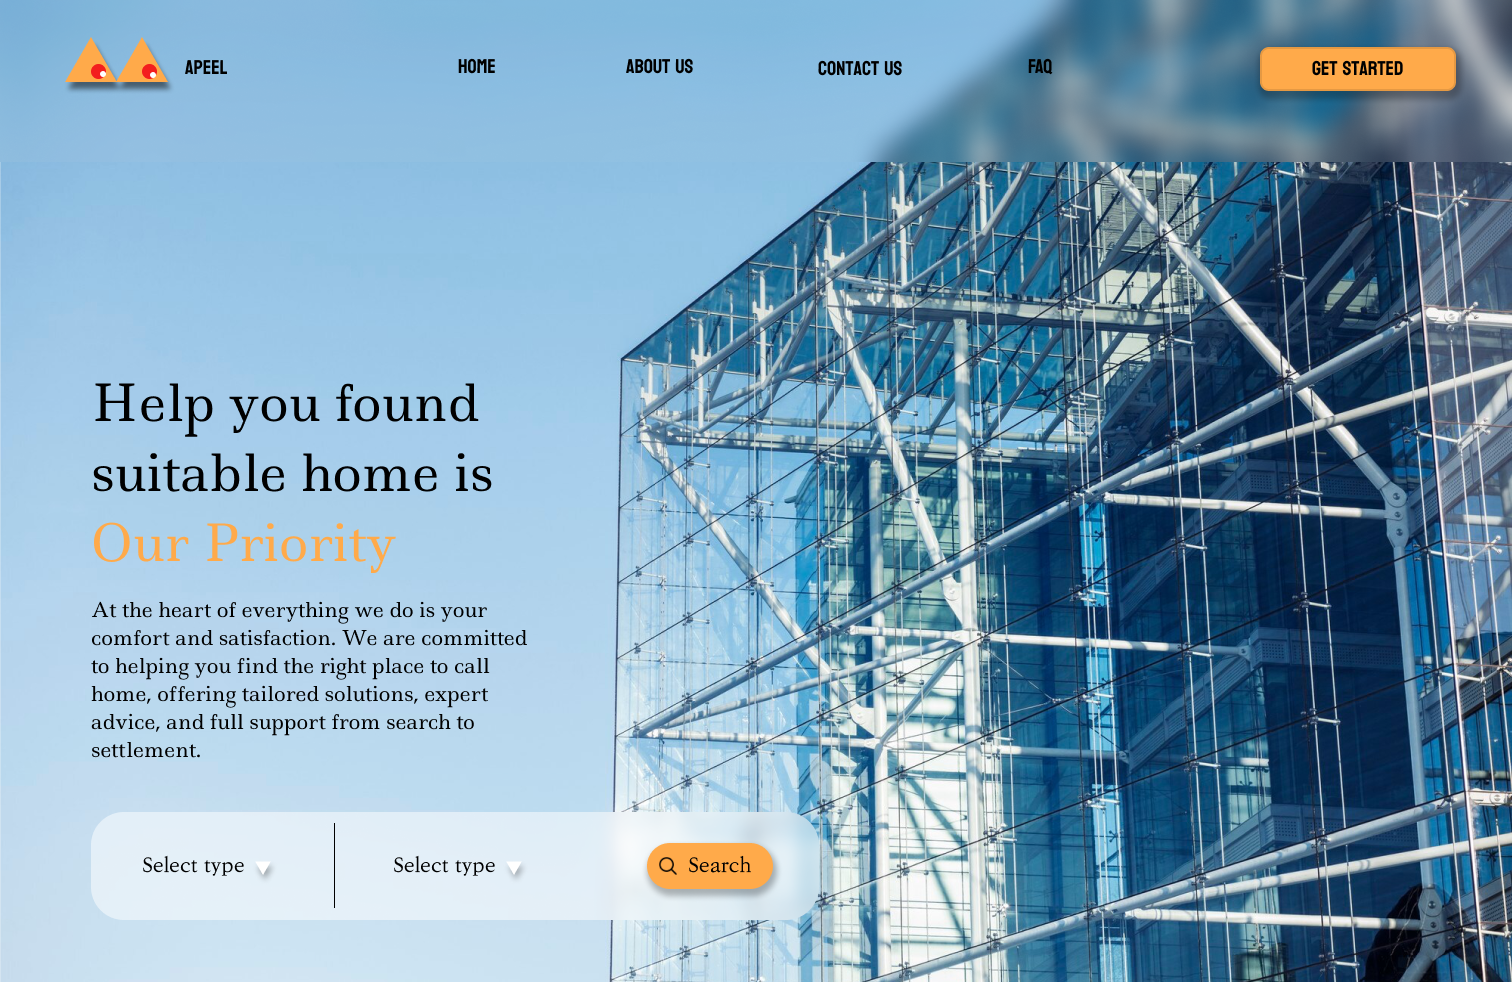 APEEL
HOME
ABOUT US
CONTACT US
FAQ
GET STARTED
Help you found
suitable home is
Our Priority
At the heart of everything we do is your
comfort and satisfaction. We are committed
to helping you find the right place to call
home, offering tailored solutions, expert
advice, and full support from search to
settlement.
Select type
Select type
Search